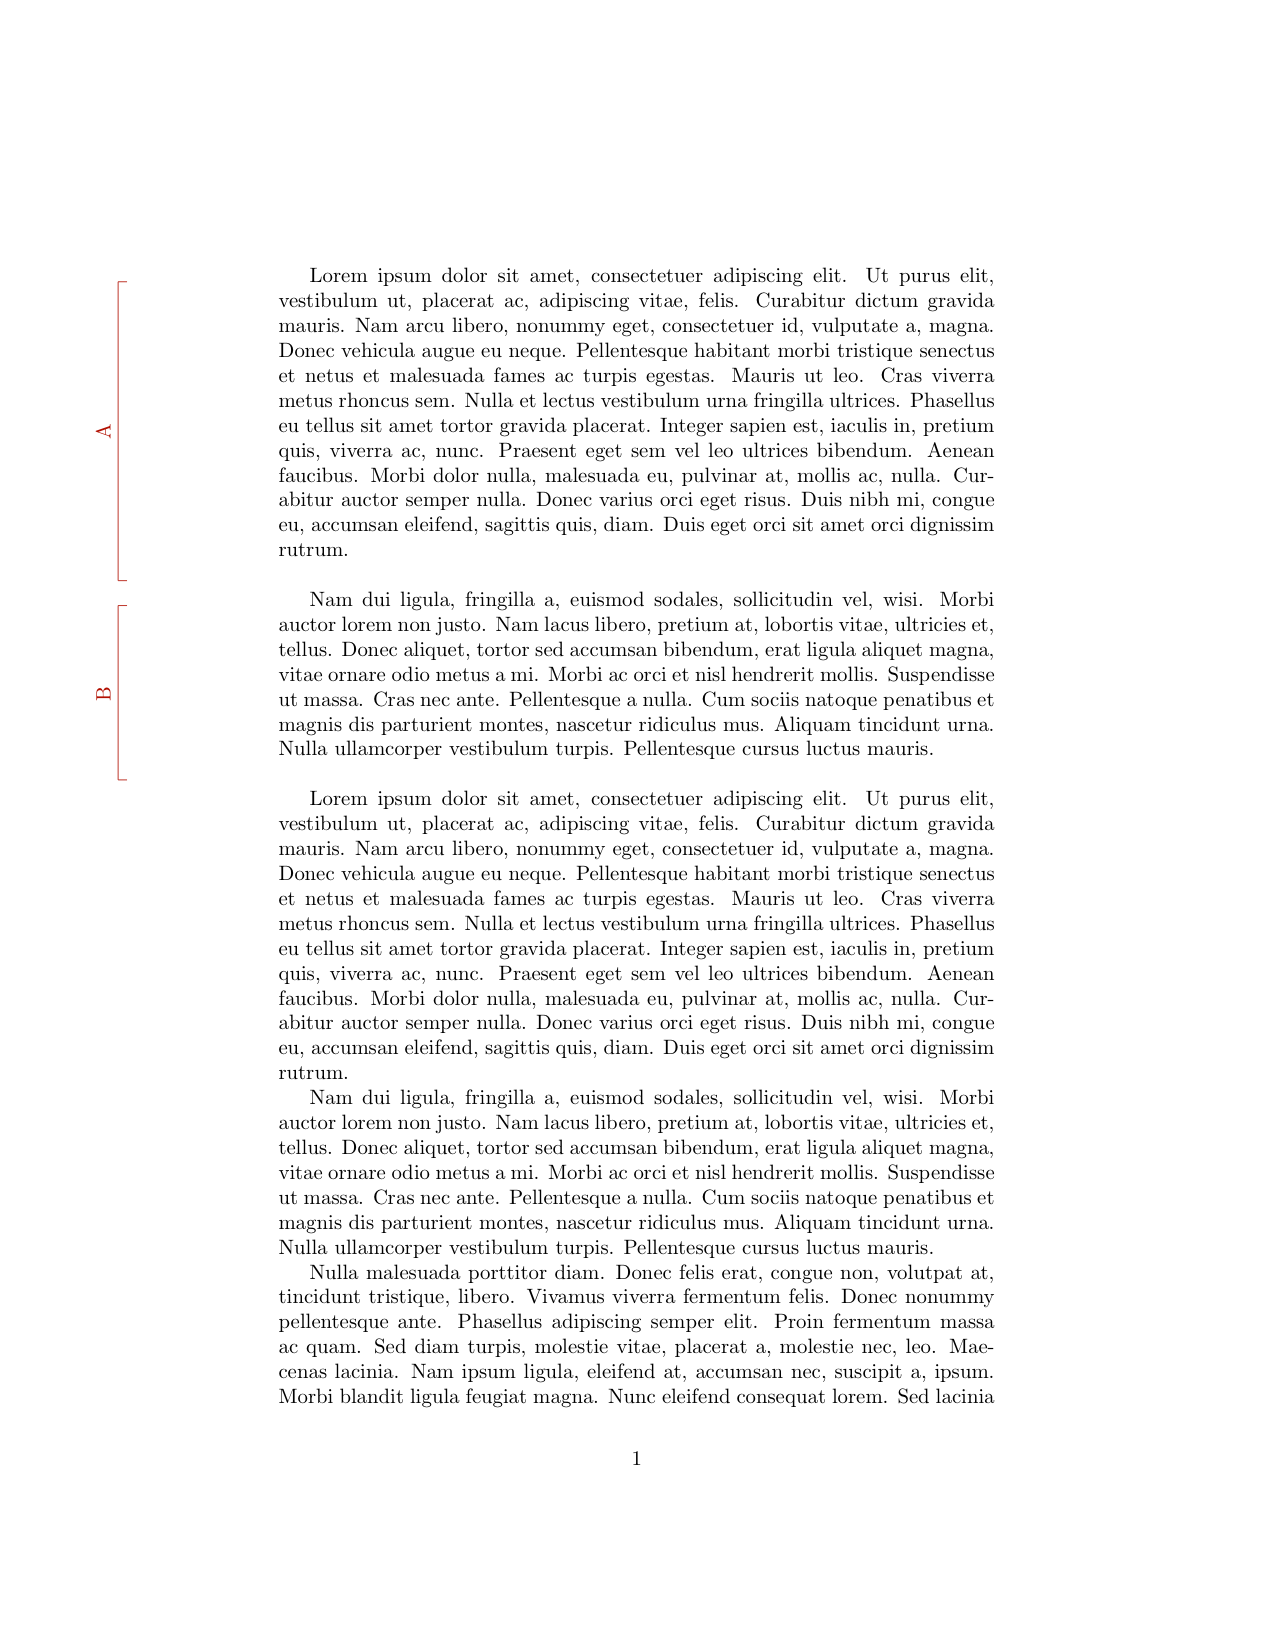 Lorem ipsum dolor sit amet, consectetuer adipiscing elit. Ut purus elit,
vestibulum ut, placerat ac, adipiscing vitae, felis. Curabitur dictum gravida
mauris. Nam arcu libero, nonummy eget, consectetuer id, vulputate a, magna.
Donec vehicula augue eu neque. Pellentesque habitant morbi tristique senectus
et netus et malesuada fames ac turpis egestas. Mauris ut leo. Cras viverra
metus rhoncus sem. Nulla et lectus vestibulum urna fringilla ultrices. Phasellus
A
eu tellus sit amet tortor gravida placerat. Integer sapien est, iaculis in, pretium
quis, viverra ac, nunc. Praesent eget sem vel leo ultrices bibendum. Aenean
faucibus. Morbi dolor nulla, malesuada eu, pulvinar at, mollis ac, nulla. Cur-
abitur auctor semper nulla. Donec varius orci eget risus. Duis nibh mi, congue
eu, accumsan eleifend, sagittis quis, diam. Duis eget orci sit amet orci dignissim
rutrum.
Nam dui ligula, fringilla a, euismod sodales, sollicitudin vel, wisi. Morbi
auctor lorem non justo. Nam lacus libero, pretium at, lobortis vitae, ultricies et,
tellus. Donec aliquet, tortor sed accumsan bibendum, erat ligula aliquet magna,
vitae ornare odio metus a mi. Morbi ac orci et nisl hendrerit mollis. Suspendisse
B
ut massa. Cras nec ante. Pellentesque a nulla. Cum sociis natoque penatibus et
magnis dis parturient montes, nascetur ridiculus mus. Aliquam tincidunt urna.
Nulla ullamcorper vestibulum turpis. Pellentesque cursus luctus mauris.
Lorem ipsum dolor sit amet, consectetuer adipiscing elit. Ut purus elit,
vestibulum ut, placerat ac, adipiscing vitae, felis. Curabitur dictum gravida
mauris. Nam arcu libero, nonummy eget, consectetuer id, vulputate a, magna.
Donec vehicula augue eu neque. Pellentesque habitant morbi tristique senectus
et netus et malesuada fames ac turpis egestas. Mauris ut leo. Cras viverra
metus rhoncus sem. Nulla et lectus vestibulum urna fringilla ultrices. Phasellus
eu tellus sit amet tortor gravida placerat. Integer sapien est, iaculis in, pretium
quis, viverra ac, nunc. Praesent eget sem vel leo ultrices bibendum. Aenean
faucibus. Morbi dolor nulla, malesuada eu, pulvinar at, mollis ac, nulla. Cur-
abitur auctor semper nulla. Donec varius orci eget risus. Duis nibh mi, congue
eu, accumsan eleifend, sagittis quis, diam. Duis eget orci sit amet orci dignissim
rutrum.
Nam dui ligula, fringilla a, euismod sodales, sollicitudin vel, wisi. Morbi
auctor lorem non justo. Nam lacus libero, pretium at, lobortis vitae, ultricies et,
tellus. Donec aliquet, tortor sed accumsan bibendum, erat ligula aliquet magna,
vitae ornare odio metus a mi. Morbi ac orci et nisl hendrerit mollis. Suspendisse
ut massa. Cras nec ante. Pellentesque a nulla. Cum sociis natoque penatibus et
magnis dis parturient montes, nascetur ridiculus mus. Aliquam tincidunt urna.
Nulla ullamcorper vestibulum turpis. Pellentesque cursus luctus mauris.
Nulla malesuada porttitor diam. Donec felis erat, congue non, volutpat at,
tincidunt tristique, libero. Vivamus viverra fermentum felis. Donec nonummy
pellentesque ante. Phasellus adipiscing semper elit. Proin fermentum massa
ac quam. Sed diam turpis, molestie vitae, placerat a, molestie nec, leo. Mae-
cenas lacinia. Nam ipsum ligula, eleifend at, accumsan nec, suscipit a, ipsum.
Morbi blandit ligula feugiat magna. Nunc eleifend consequat lorem. Sed lacinia
1